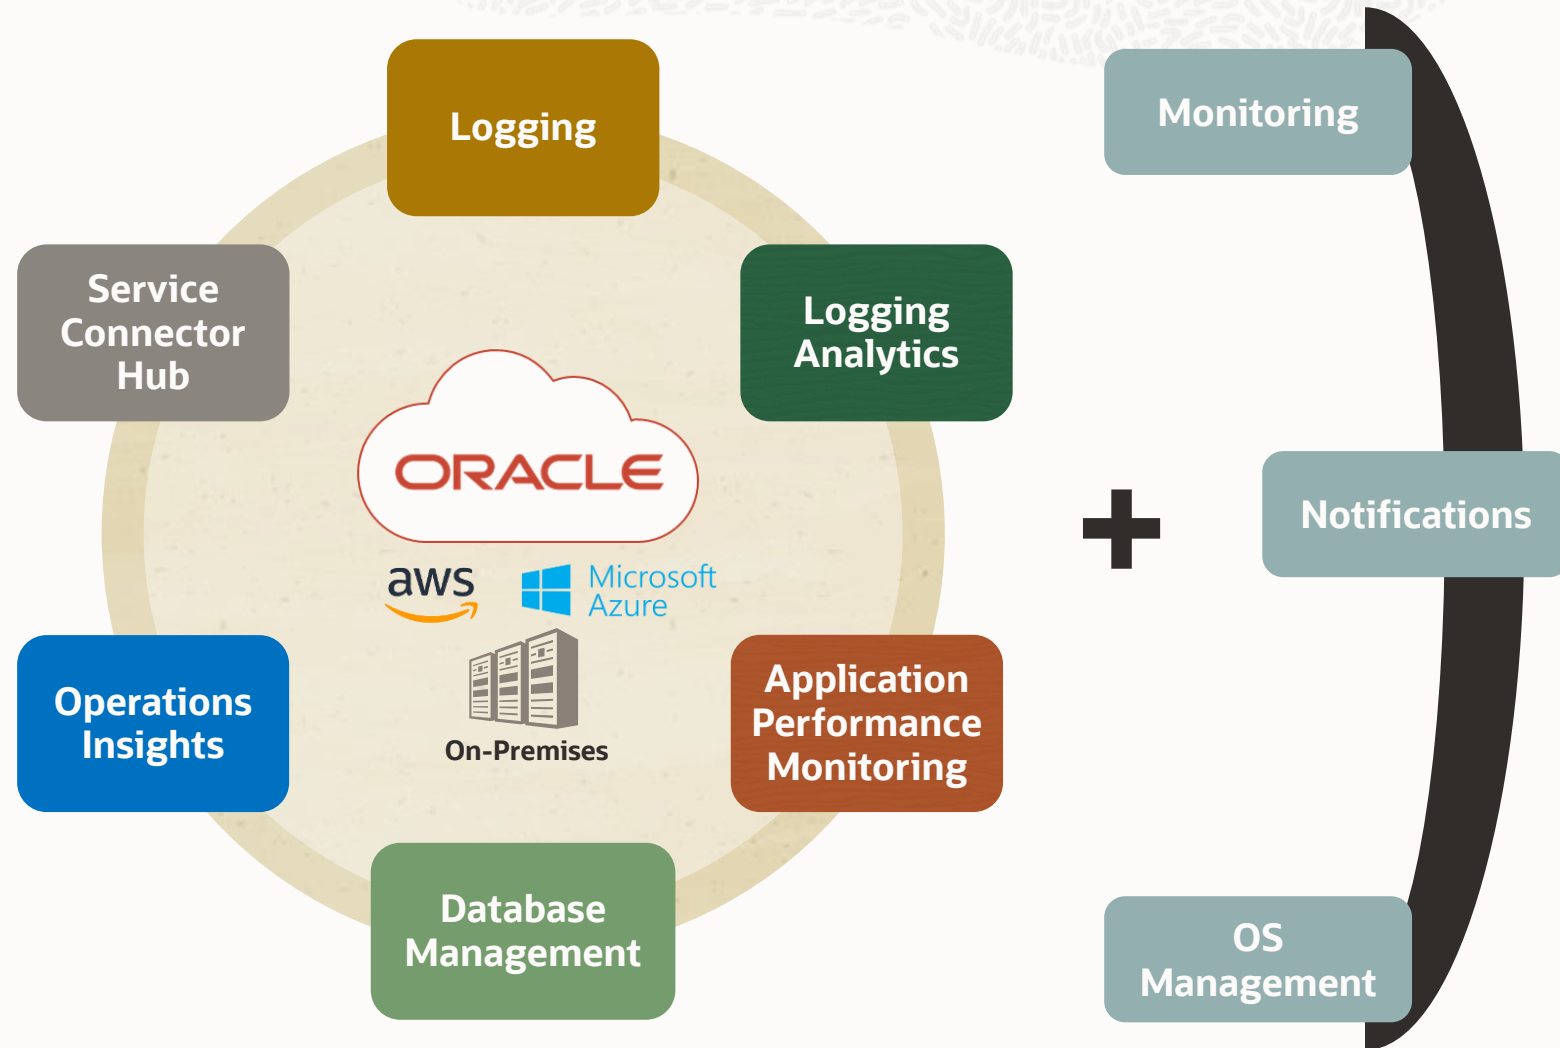 Logging
Service
Connector
Hub
Logging
Analytics
ORACLE
aws
Microsoft
Azure
On-Premises
Operations
Insights
Application
Performance
Monitoring
Database
Management
+
Monitoring
Notifications
OS
Management